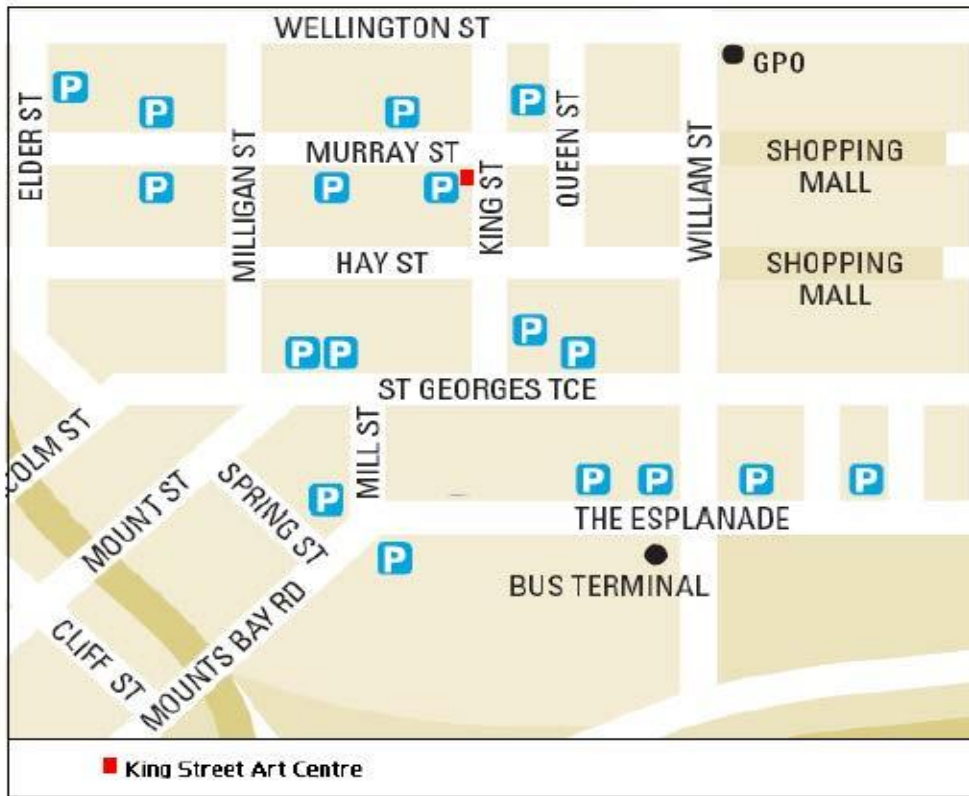 WELLINGTON ST
GPO
P
P
P
P
ELDER ST
MILLIGAN ST
MURRAY ST
KING ST
QUEEN ST
WILLIAM ST
SHOPPING
MALL
P
P
P
HAY ST
SHOPPING
MALL
P
P
P
P
ST GEORGES TCE
COLM ST
MOUNT ST
SPRING ST
MILL ST
P
P
P
P
P
THE ESPLANADE
P
BUS TERMINAL
CLIFF ST
MOUNTS BAY RD
King Street Art Centre